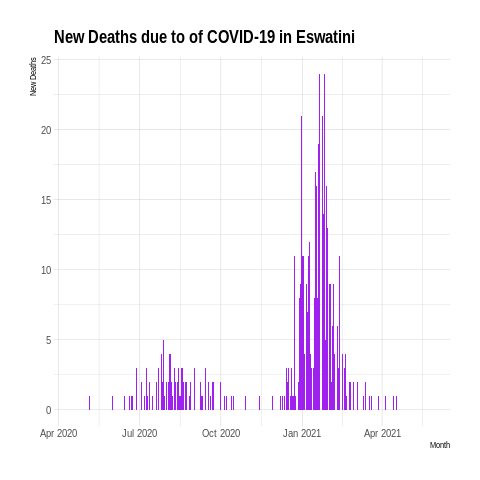 New Deaths due to of COVID-19 in Eswatini
New Deaths
25
20
15
10
5
0
Apr 2020 Jul 2020 Oct 2020 Jan 2021 Apr 2021
Month